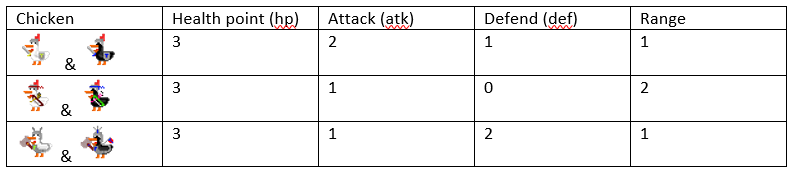 Chicken Health point (hp) Attack (atk) Defend (def) Range
& 3 2 1 1
& 3 1 0 2
& 3 1 2 1